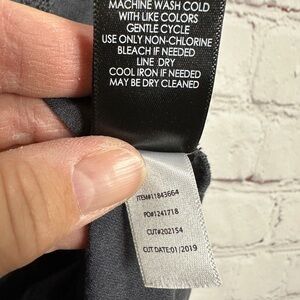 MACHINE WASH COLD
WITH LIKE COLORS
GENTLE CYCLE
USE ONLY NON-CHLORINE
BLEACH IF NEEDED
LINE DRY
COOL IRON IF NEEDED
MAY BE DRY CLEANED
ITEM#11843664
PO#1241718
CUT#202154
CUT DATE:01/2019